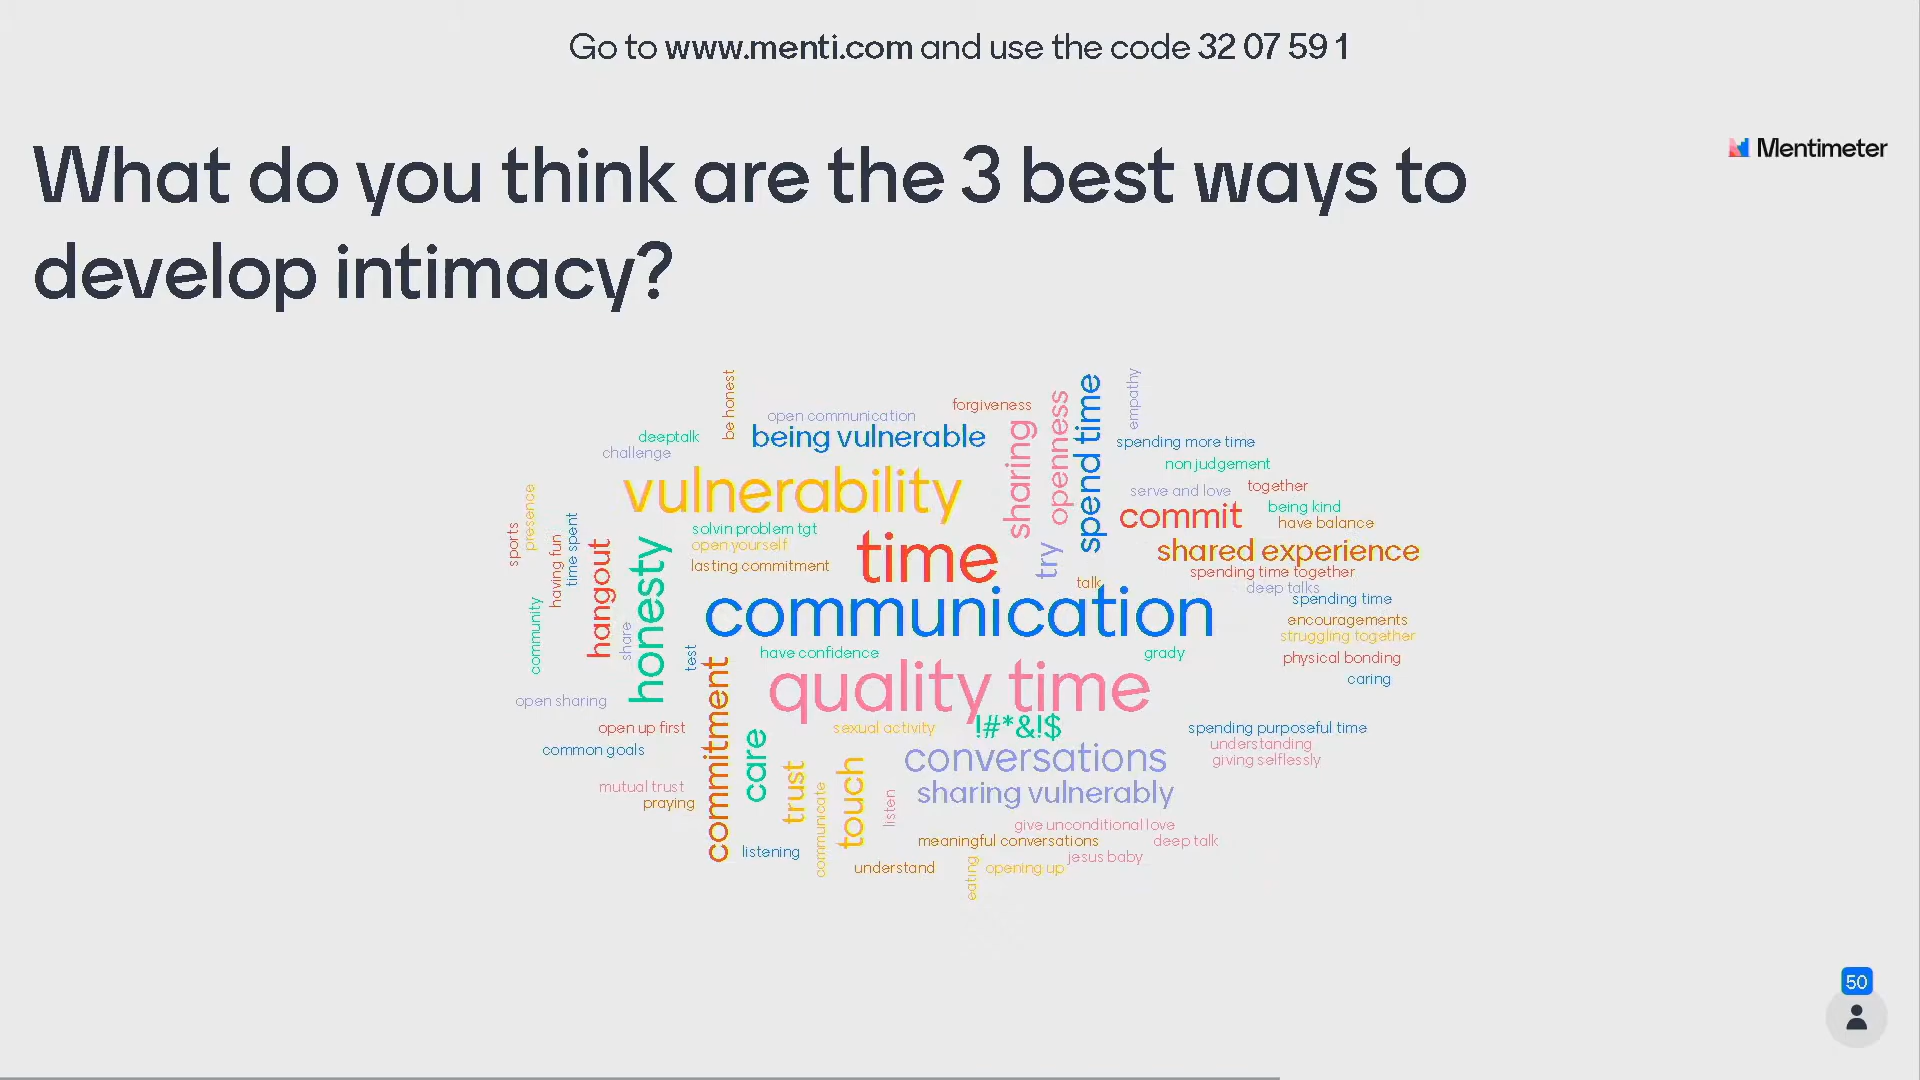 Go to www.menti.com and use the code 32 07 59 1
Mentimeter
What do you think are the 3 best ways to
develop intimacy?
be honest
open communication
forgiveness
empathy
deeptalk
being vulnerable
sharing
openness
spend time
spending more time
challenge
non judgement
vulnerability
serve and love
together
presence
sports
having fun
time spent
commit
being kind
have balance
solvin problem tgt
open yourself
lasting commitment
time
try
shared experience
spending time together
talk
deep talks
hangout
honesty
community
share
communication
spending time
encouragements
struggling together
test
have confidence
grady
physical bonding
caring
commitment
quality time
open sharing
open up first
sexual activity
!#*&!$
spending purposeful time
common goals
care
conversations
understanding
giving selflessly
mutual trust
praying
trust
communicate
touch
listen
sharing vulnerably
give unconditional love
listening
meaningful conversations
deep talk
jesus baby
understand
eating
opening up
50